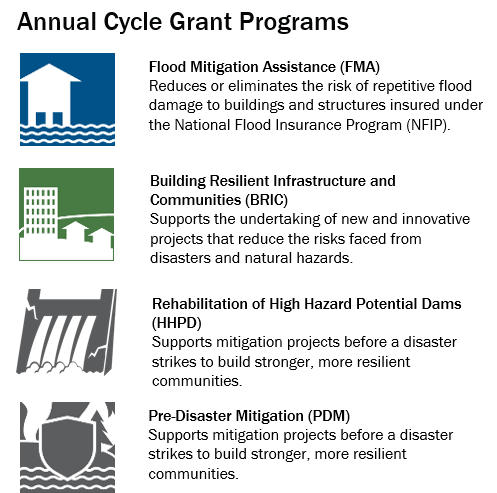 Annual Cycle Grant Programs
Flood Mitigation Assistance (FMA)
Reduces or eliminates the risk of repetitive flood
damage to buildings and structures insured under
the National Flood Insurance Program (NFIP).
Building Resilient Infrastructure and
Communities (BRIC)
Supports the undertaking of new and innovative
projects that reduce the risks faced from
disasters and natural hazards.
Rehabilitation of High Hazard Potential Dams
(HHPD)
Supports mitigation projects before a disaster
strikes to build stronger, more resilient
communities.
Pre-Disaster Mitigation (PDM)
Supports mitigation projects before a disaster
strikes to build stronger, more resilient
communities.